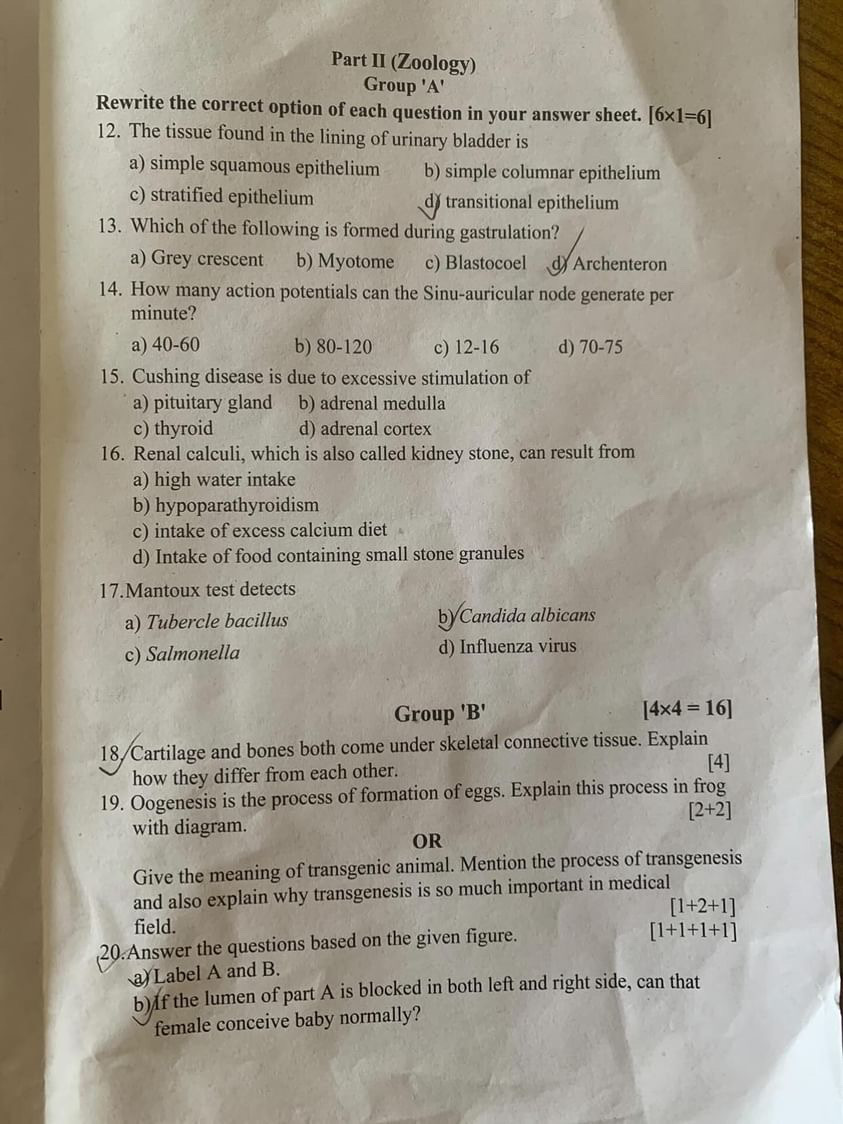 Part II (Zoology)
Group 'A'
Rewrite the correct option of each question in your answer sheet. [6×1=6]
12. The tissue found in the lining of urinary bladder is
a) simple squamous epithelium b) simple columnar epithelium
c) stratified epithelium d) transitional epithelium
13. Which of the following is formed during gastrulation?
a) Grey crescent b) Myotome c) Blastocoel d) Archenteron
14. How many action potentials can the Sinu-auricular node generate per
minute?
a) 40-60 b) 80-120 c) 12-16 d) 70-75
15. Cushing disease is due to excessive stimulation of
a) pituitary gland b) adrenal medulla
c) thyroid d) adrenal cortex
16. Renal calculi, which is also called kidney stone, can result from
a) high water intake
b) hypoparathyroidism
c) intake of excess calcium diet
d) Intake of food containing small stone granules
17.Mantoux test detects
a) Tubercle bacillus b) Candida albicans
c) Salmonella d) Influenza virus
Group 'B' [4×4 = 16]
18. Cartilage and bones both come under skeletal connective tissue. Explain
how they differ from each other. [4]
19. Oogenesis is the process of formation of eggs. Explain this process in frog
with diagram. [2+2]
OR
Give the meaning of transgenic animal. Mention the process of transgenesis
and also explain why transgenesis is so much important in medical
field. [1+2+1]
20.Answer the questions based on the given figure. [1+1+1+1]
a) Label A and B.
b) If the lumen of part A is blocked in both left and right side, can that
female conceive baby normally?